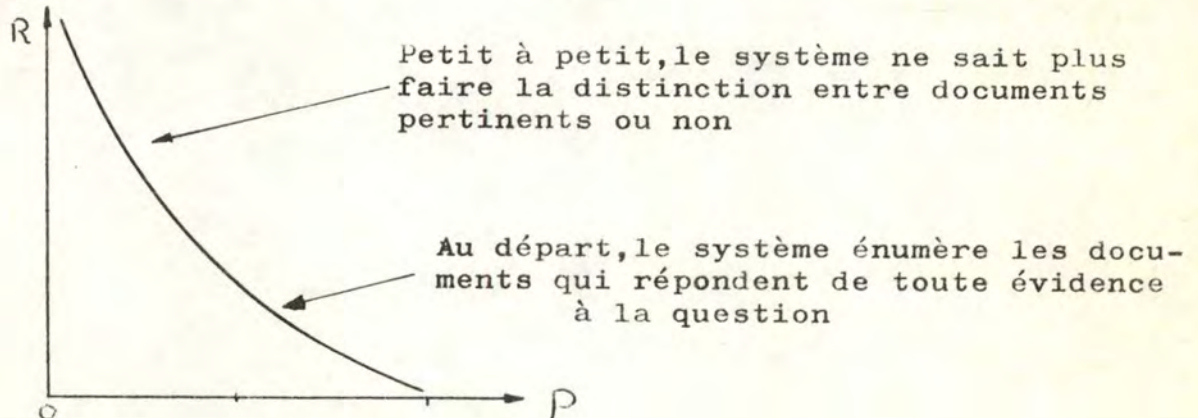 R
Petit à petit,le système ne sait plus
faire la distinction entre documents
pertinents ou non
Au départ,le système énumère les docu-
ments qui répondent de toute évidence
à la question
O
P